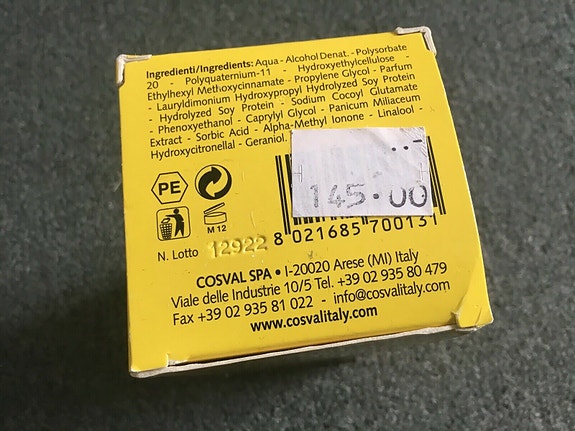 Ingredienti/Ingredients: Aqua - Alcohol Denat. - Polysorbate
20 - Polyquaternium-11 - Hydroxyethylcellulose -
Ethylhexyl Methoxycinnamate - Propylene Glycol - Parfum
- Lauryldimonium Hydroxypropyl Hydrolyzed Soy Protein
- Hydrolyzed Soy Protein - Sodium Cocoyl Glutamate
- Phenoxyethanol - Caprylyl Glycol - Panicum Miliaceum
Extract - Sorbic Acid - Alpha-Methyl Ionone - Linalool -
Hydroxycitronellal - Geraniol.
145.00
PE
M 12
N. Lotto 12922
8 021685 700131
COSVAL SPA • I-20020 Arese (MI) Italy
Viale delle Industrie 10/5 Tel. +39 02 935 80 479
Fax +39 02 935 81 022 - info@cosvalitaly.com
www.cosvalitaly.com